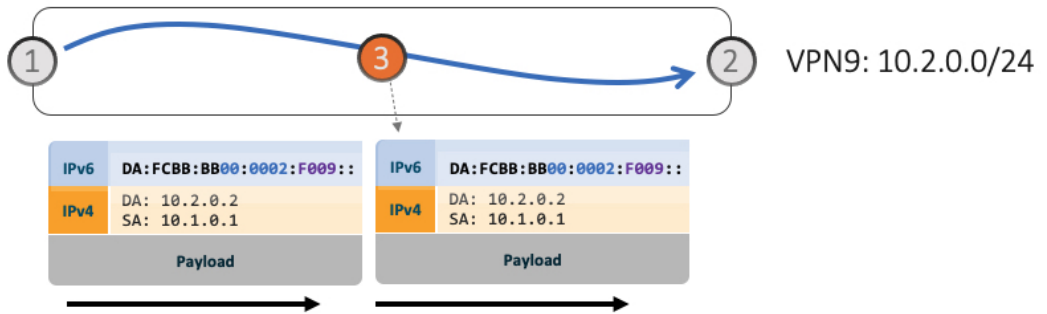 1
3
2
VPN9: 10.2.0.0/24
IPv6
DA:FCBB:BB00:0002:F009::
IPv4
DA: 10.2.0.2
SA: 10.1.0.1
Payload
IPv6
DA:FCBB:BB00:0002:F009::
IPv4
DA: 10.2.0.2
SA: 10.1.0.1
Payload